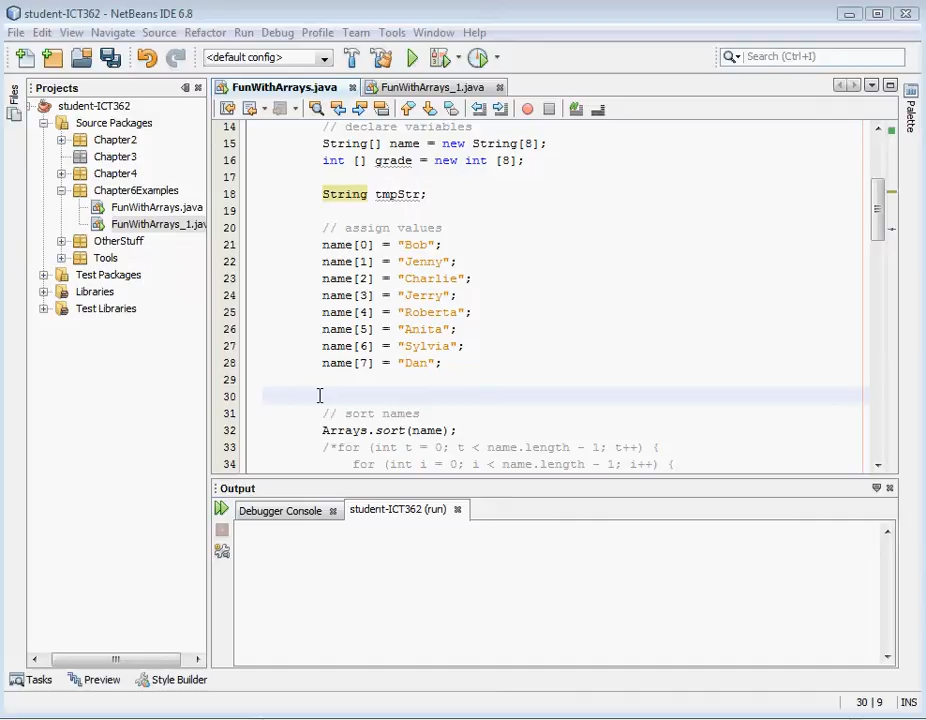 student-ICT362 - NetBeans IDE 6.8
File Edit View Navigate Source Refactor Run Debug Profile Team Tools Window Help
<default config>
Search (Ctrl+I)
Files
Projects
student-ICT362
Source Packages
Chapter2
Chapter3
Chapter4
Chapter6Examples
FunWithArrays.java
FunWithArrays_1.jav
OtherStuff
Tools
Test Packages
Libraries
Test Libraries
FunWithArrays.java
FunWithArrays_1.java
Palette
14 // declare variables
15 String[] name = new String[8];
16 int [] grade = new int [8];
17
18 String tmpStr;
19
20 // assign values
21 name[0] = "Bob";
22 name[1] = "Jenny";
23 name[2] = "Charlie";
24 name[3] = "Jerry";
25 name[4] = "Roberta";
26 name[5] = "Anita";
27 name[6] = "Sylvia";
28 name[7] = "Dan";
29
30
31 // sort names
32 Arrays.sort(name);
33 /*for (int t = 0; t < name.length - 1; t++) {
34 for (int i = 0; i < name.length - 1; i++) {
Output
Debugger Console
student-ICT362 (run)
Tasks
Preview
Style Builder
30 | 9 INS